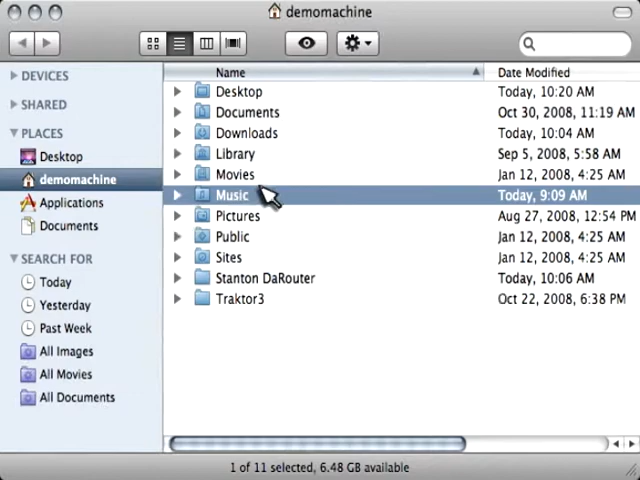 demomachine
Name Date Modified
DEVICES
SHARED
PLACES
Desktop
demomachine
Applications
Documents
SEARCH FOR
Today
Yesterday
Past Week
All Images
All Movies
All Documents
Desktop Today, 10:20 AM
Documents Oct 30, 2008, 11:19 AM
Downloads Today, 10:04 AM
Library Sep 5, 2008, 5:58 AM
Movies Jan 12, 2008, 4:25 AM
Music Today, 9:09 AM
Pictures Aug 27, 2008, 12:54 PM
Public Jan 12, 2008, 4:25 AM
Sites Jan 12, 2008, 4:25 AM
Stanton DaRouter Today, 10:06 AM
Traktor3 Oct 22, 2008, 6:38 PM
1 of 11 selected, 6.48 GB available